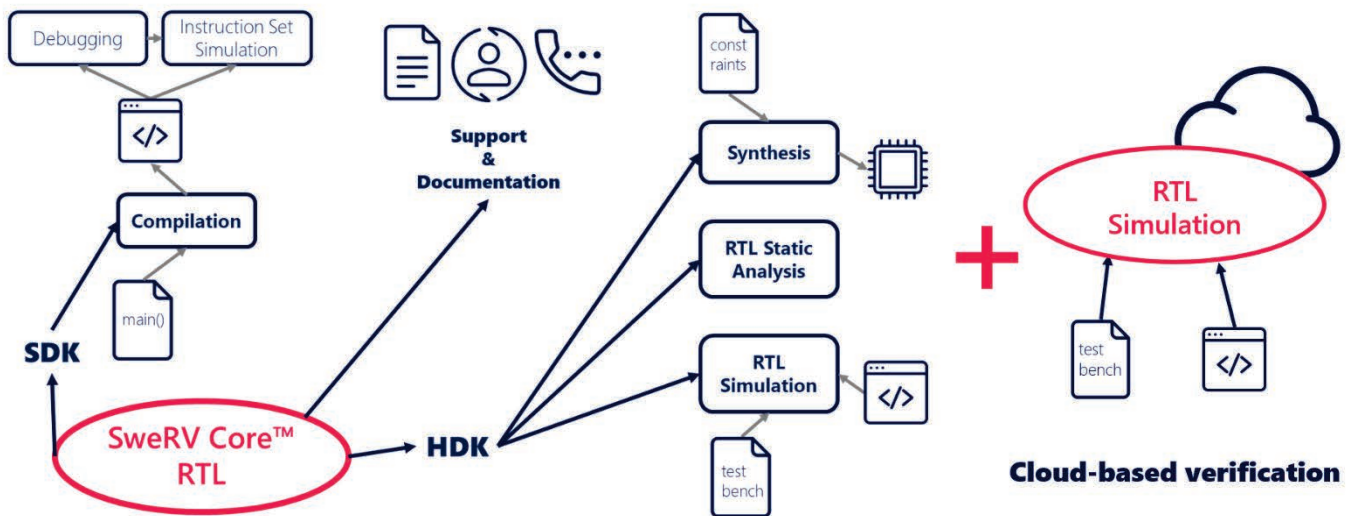 Debugging
Instruction Set
Simulation
</>
Compilation
main()
SDK
SweRV Core™
RTL
Support
&
Documentation
HDK
const
raints
Synthesis
RTL Static
Analysis
RTL
Simulation
</>
test
bench
+
RTL
Simulation
test
bench
</>
Cloud-based verification